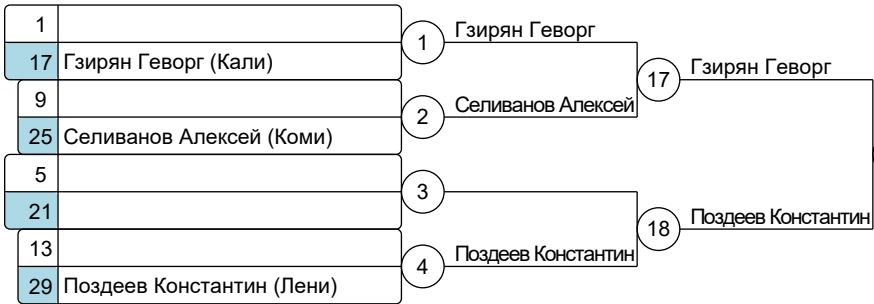 1
1 Гзирян Геворг
17 Гзирян Геворг (Кали)
17 Гзирян Геворг
9
2 Селиванов Алексей
25 Селиванов Алексей (Коми)
5
3
21
18 Поздеев Константин
13
4 Поздеев Константин
29 Поздеев Константин (Лени)